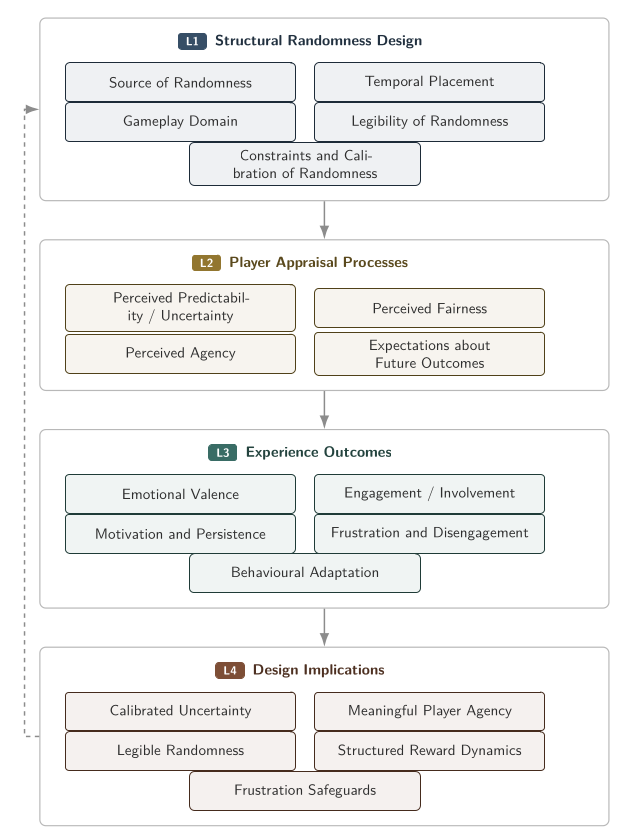 L1 Structural Randomness Design
Source of Randomness
Temporal Placement
Gameplay Domain
Legibility of Randomness
Constraints and Cali-
bration of Randomness
L2 Player Appraisal Processes
Perceived Predictabil-
ity / Uncertainty
Perceived Fairness
Perceived Agency
Expectations about
Future Outcomes
L3 Experience Outcomes
Emotional Valence
Engagement / Involvement
Motivation and Persistence
Frustration and Disengagement
Behavioural Adaptation
L4 Design Implications
Calibrated Uncertainty
Meaningful Player Agency
Legible Randomness
Structured Reward Dynamics
Frustration Safeguards